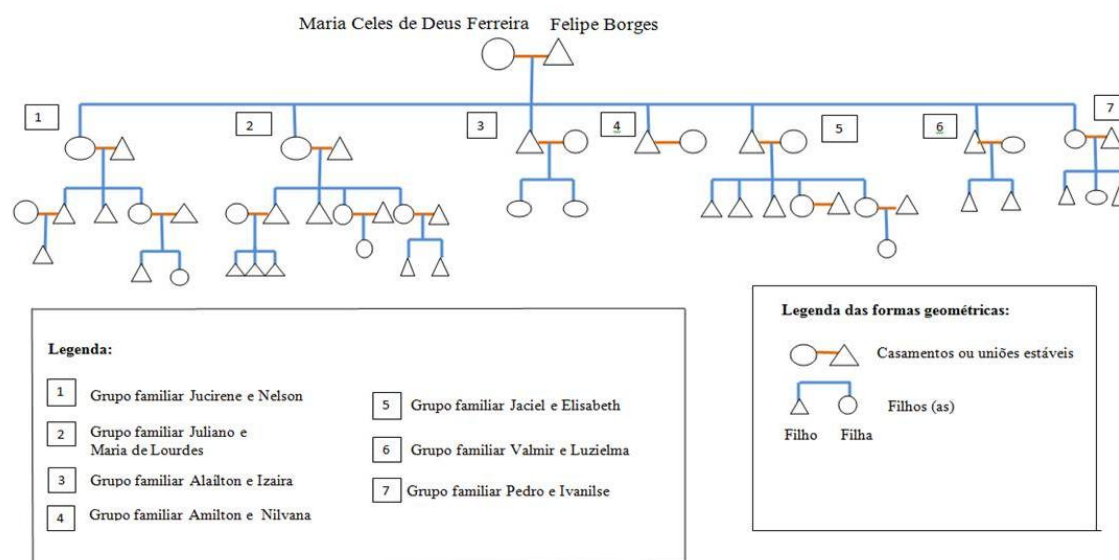 Maria Celes de Deus Ferreira Felipe Borges
1
2
3
4
5
6
7
Legenda:
1 Grupo familiar Jucirene e Nelson
2 Grupo familiar Juliano e
Maria de Lourdes
3 Grupo familiar Alaílton e Izaira
4 Grupo familiar Amilton e Nilvana
5 Grupo familiar Jaciel e Elisabeth
6 Grupo familiar Valmir e Luzielma
7 Grupo familiar Pedro e Ivanilse
Legenda das formas geométricas:
Casamentos ou uniões estáveis
Filhos (as)
Filho Filha